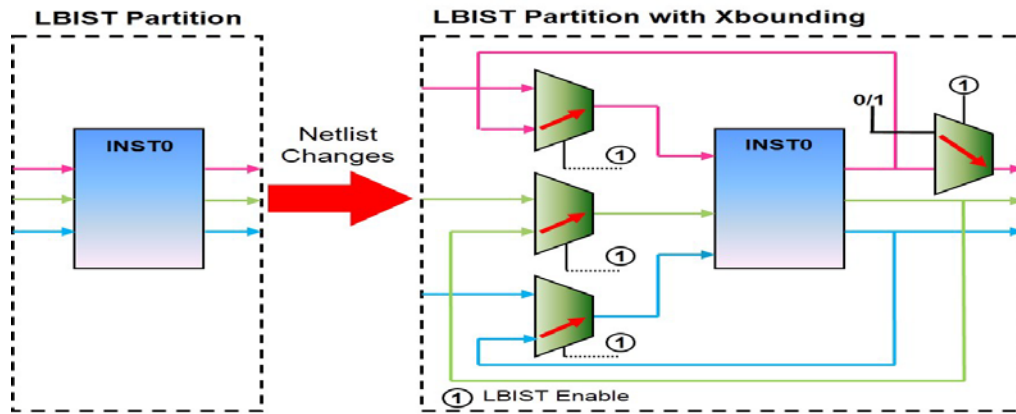 LBIST Partition
LBIST Partition with Xbounding
INST0
Netlist
Changes
1
0/1
1
INST0
1
1
1 LBIST Enable